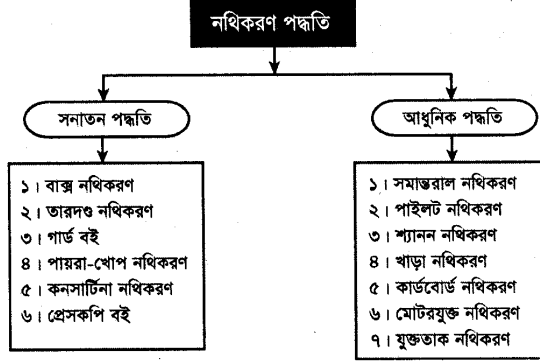 নথিকরণ পদ্ধতি
সনাতন পদ্ধতি
১। বাক্স নথিকরণ
২। তারদণ্ড নথিকরণ
৩। গার্ড বই
৪। পায়রা-খোপ নথিকরণ
৫। কনসার্টিনা নথিকরণ
৬। প্রেসকপি বই
আধুনিক পদ্ধতি
১। সমান্তরাল নথিকরণ
২। পাইলট নথিকরণ
৩। শ্যানন নথিকরণ
৪। খাড়া নথিকরণ
৫। কার্ডবোর্ড নথিকরণ
৬। মোটরযুক্ত নথিকরণ
৭। যুক্ততাক নথিকরণ